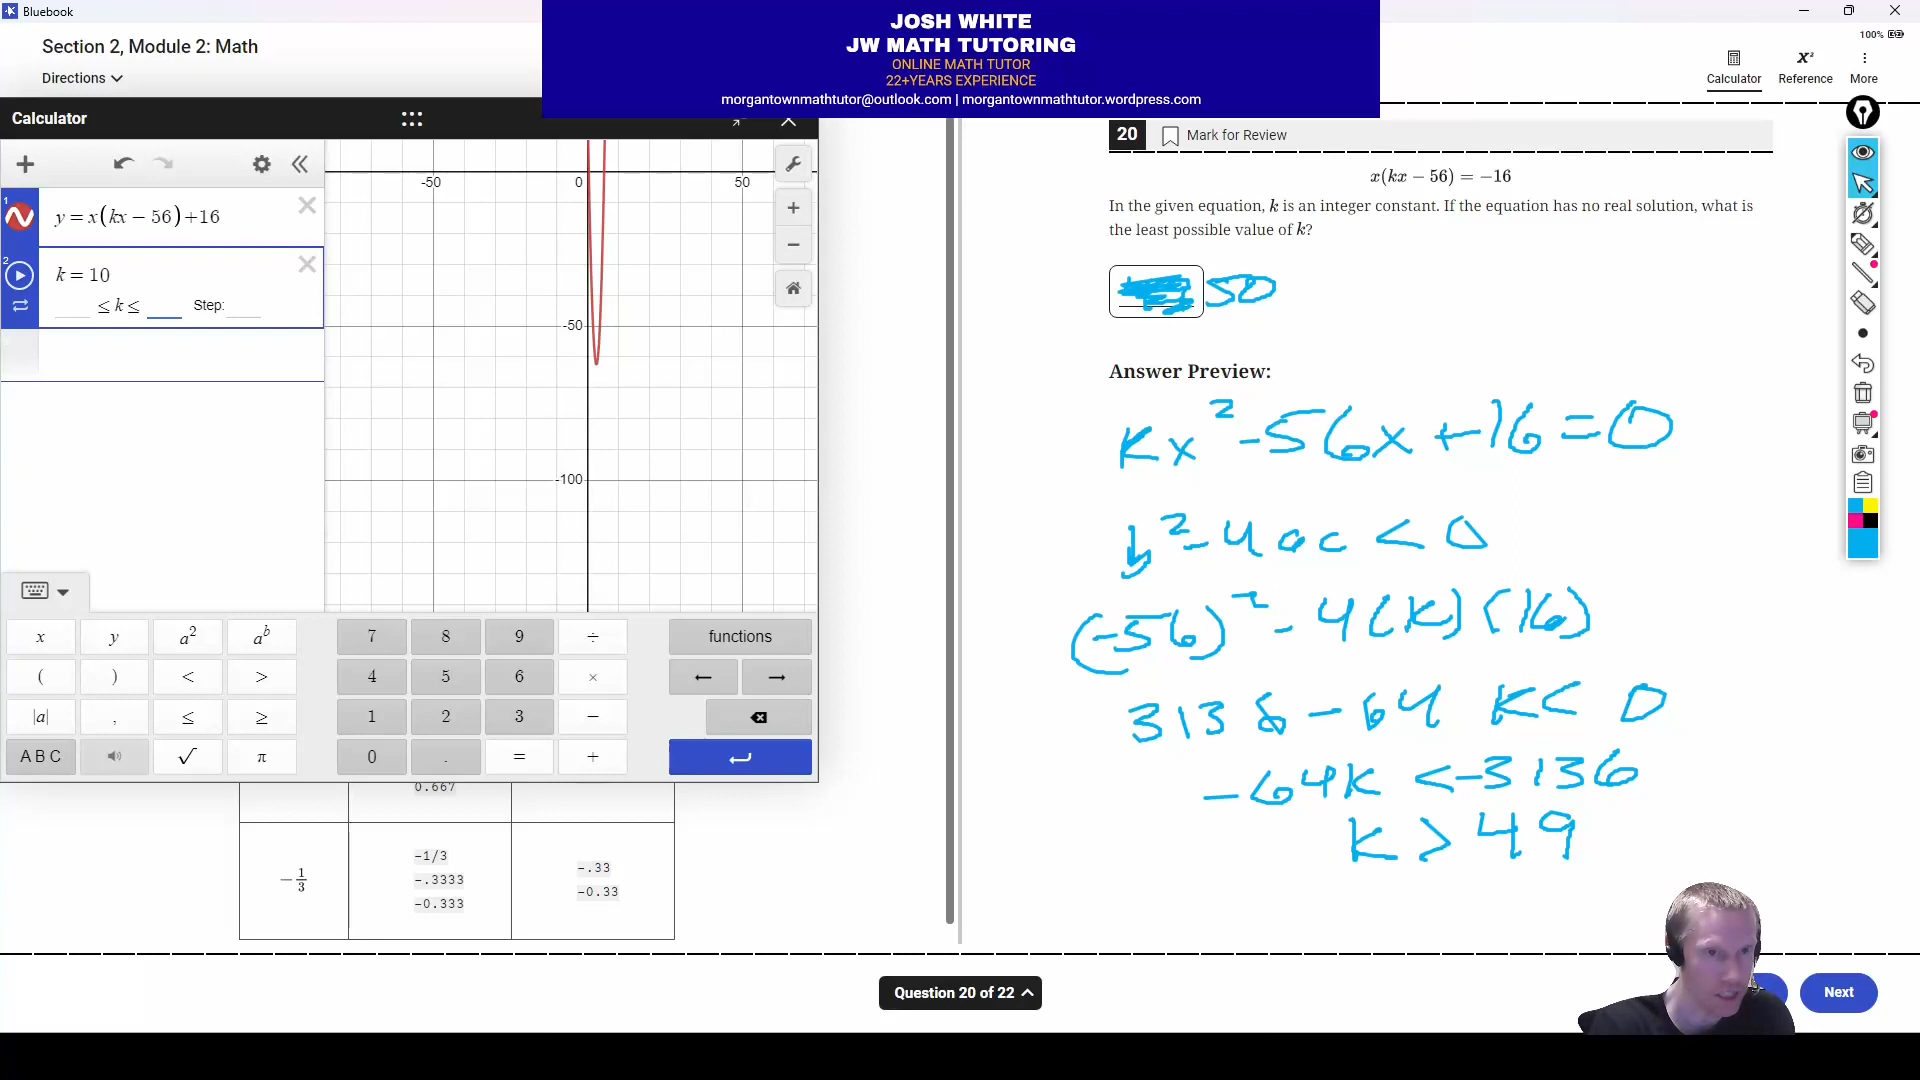 Bluebook
Section 2, Module 2: Math
Directions
JOSH WHITE
JW MATH TUTORING
ONLINE MATH TUTOR
22+YEARS EXPERIENCE
morgantownmathtutor@outlook.com | morgantownmathtutor.wordpress.com
100%
Calculator
Reference
More
Calculator
1
y = x(kx − 56)+16
2
k = 10
≤ k ≤ Step:
-50 0 50
-50
-100
x y a² aᵇ 7 8 9 ÷ functions
( ) < > 4 5 6 × ← →
|a| , ≤ ≥ 1 2 3 −
A B C √ π 0 . = +
0.667
−1/3
-1/3
-.3333
-0.333
-.33
-0.33
20 Mark for Review
x(kx − 56) = −16
In the given equation, k is an integer constant. If the equation has no real solution, what is
the least possible value of k?
50
Answer Preview:
kx² - 56x + 16 = 0
b² - 4ac < 0
(-56)² - 4(k)(16)
3136 - 64 k < 0
-64k < -3136
k > 49
Question 20 of 22
Next